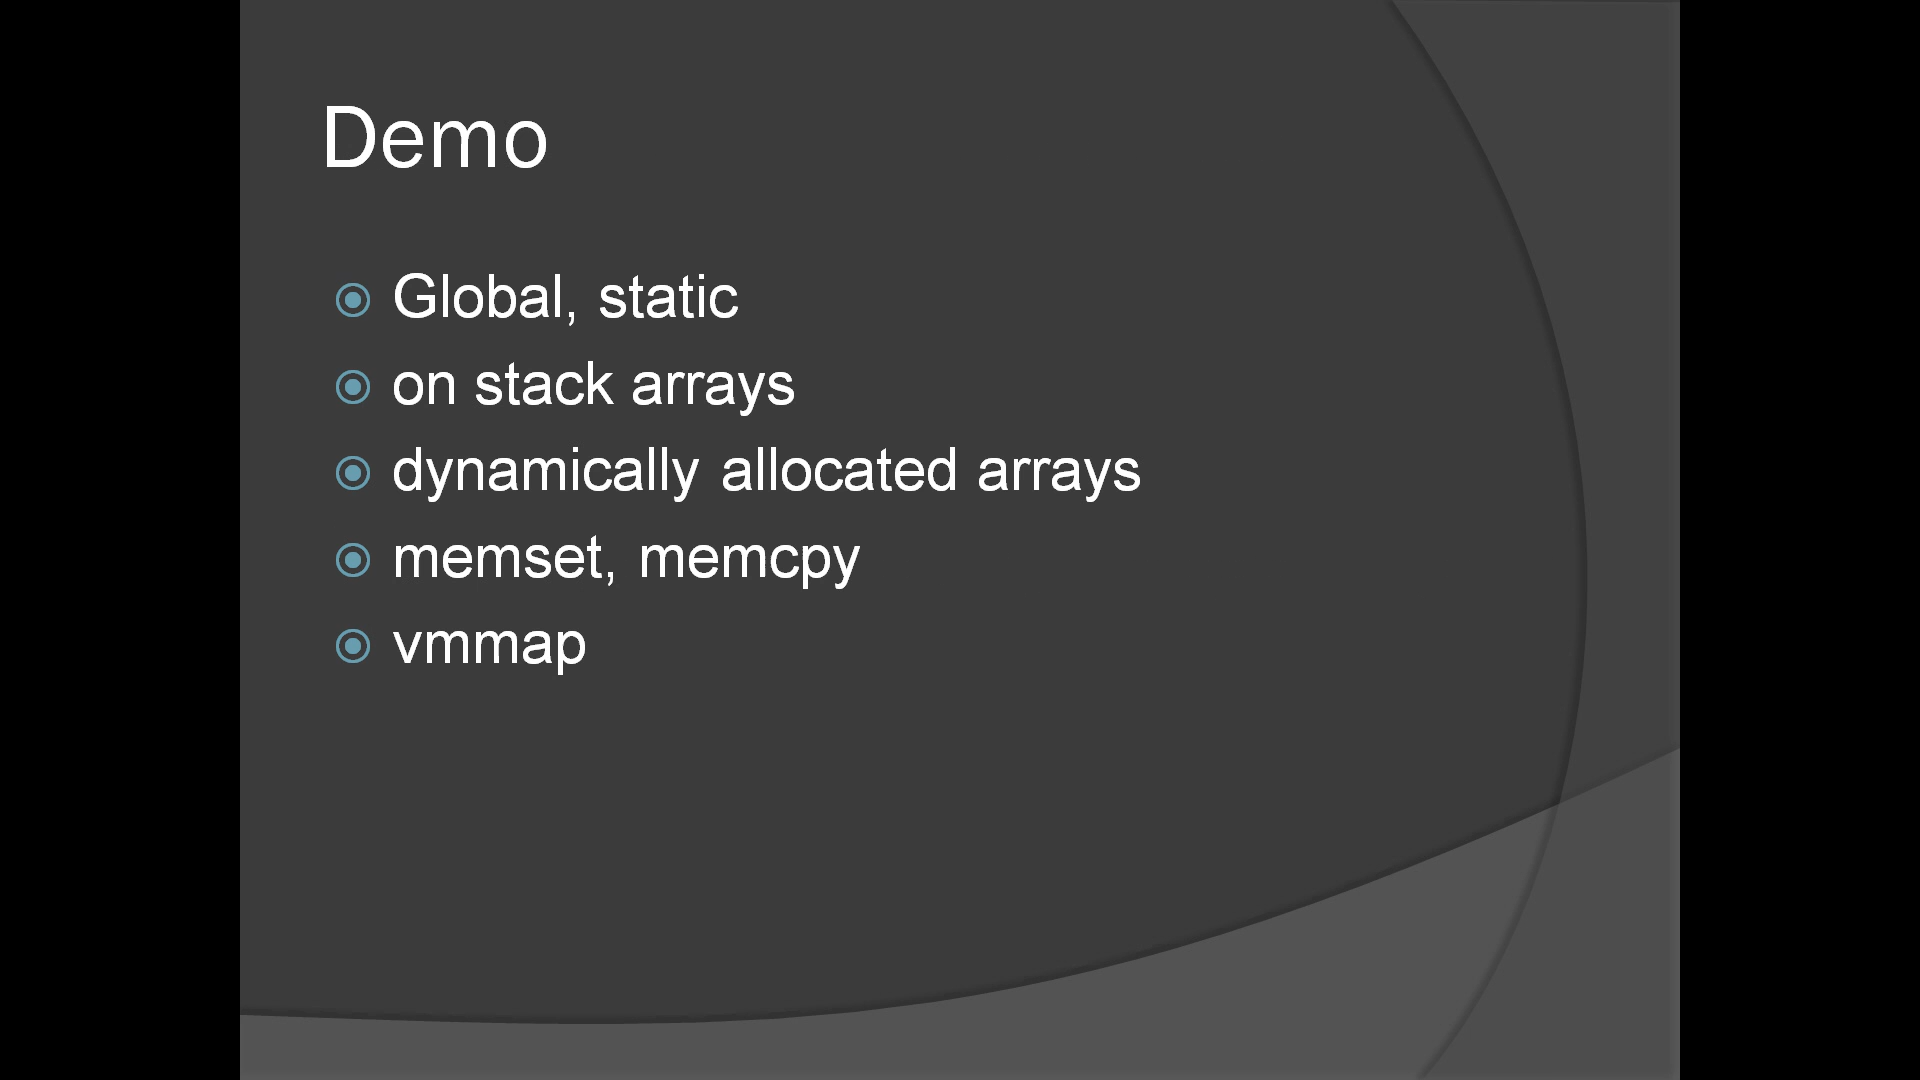 Demo
Global, static
on stack arrays
dynamically allocated arrays
memset, memcpy
vmmap